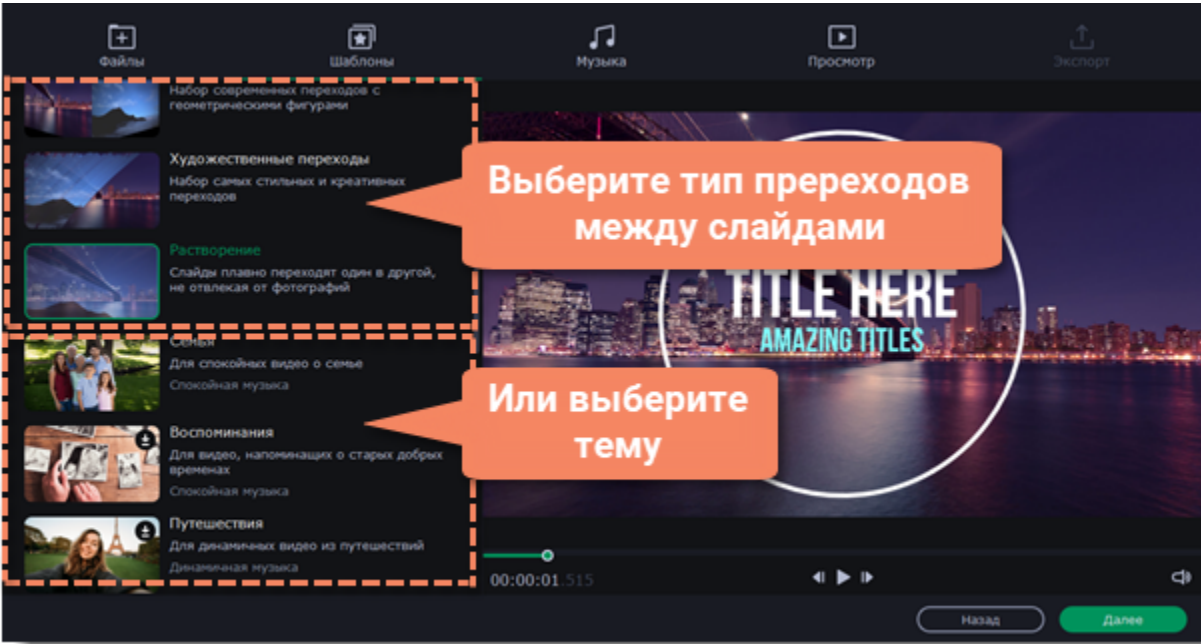 Файлы
Шаблоны
Музыка
Просмотр
Экспорт
Набор современных переходов с
геометрическими фигурами
Художественные переходы
Набор самых стильных и креативных
переходов
Растворение
Слайды плавно переходят один в другой,
не отвлекая от фотографий
Выберите тип пререходов
между слайдами
TITLE HERE
AMAZING TITLES
Семья
Для спокойных видео о семье
Спокойная музыка
Воспоминания
Для видео, напоминащих о старых добрых
временах
Спокойная музыка
Путешествия
Для динамичных видео из путешествий
Динамичная музыка
Или выберите
тему
00:00:01.515
Назад
Далее